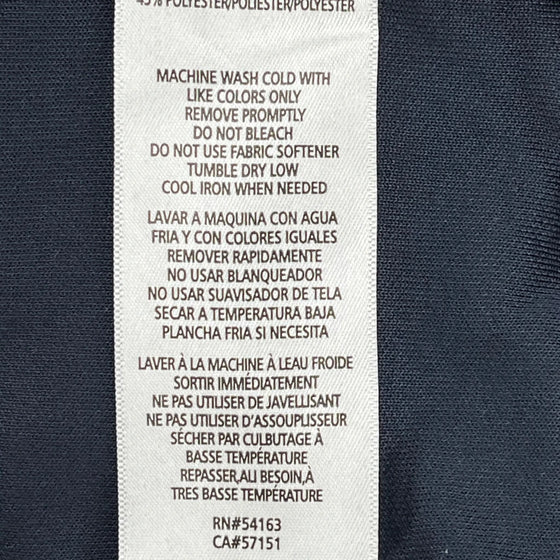 45% POLYESTER/POLIESTER/POLYESTER
MACHINE WASH COLD WITH
LIKE COLORS ONLY
REMOVE PROMPTLY
DO NOT BLEACH
DO NOT USE FABRIC SOFTENER
TUMBLE DRY LOW
COOL IRON WHEN NEEDED
LAVAR A MAQUINA CON AGUA
FRIA Y CON COLORES IGUALES
REMOVER RAPIDAMENTE
NO USAR BLANQUEADOR
NO USAR SUAVISADOR DE TELA
SECAR A TEMPERATURA BAJA
PLANCHA FRIA SI NECESITA
LAVER À LA MACHINE À LEAU FROIDE
SORTIR IMMÉDIATEMENT
NE PAS UTILISER DE JAVELLISANT
NE PAS UTILISER D'ASSOUPLISSEUR
SÉCHER PAR CULBUTAGE À
BASSE TEMPÉRATURE
REPASSER,ALI BESOIN,À
TRES BASSE TEMPÉRATURE
RN#54163
CA#57151